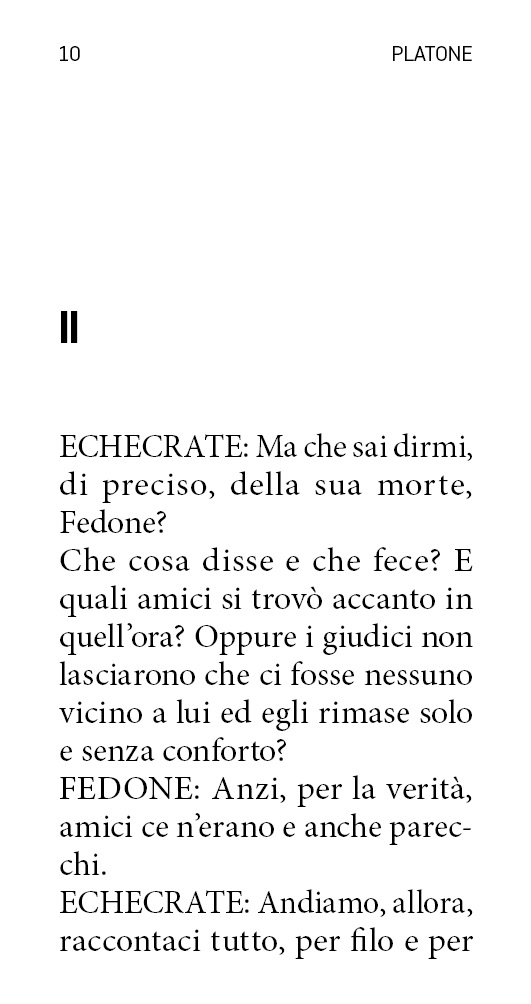 10 PLATONE
II
ECHECRATE: Ma che sai dirmi,
di preciso, della sua morte,
Fedone?
Che cosa disse e che fece? E
quali amici si trovò accanto in
quell’ora? Oppure i giudici non
lasciarono che ci fosse nessuno
vicino a lui ed egli rimase solo
e senza conforto?
FEDONE: Anzi, per la verità,
amici ce n’erano e anche parec-
chi.
ECHECRATE: Andiamo, allora,
raccontaci tutto, per filo e per